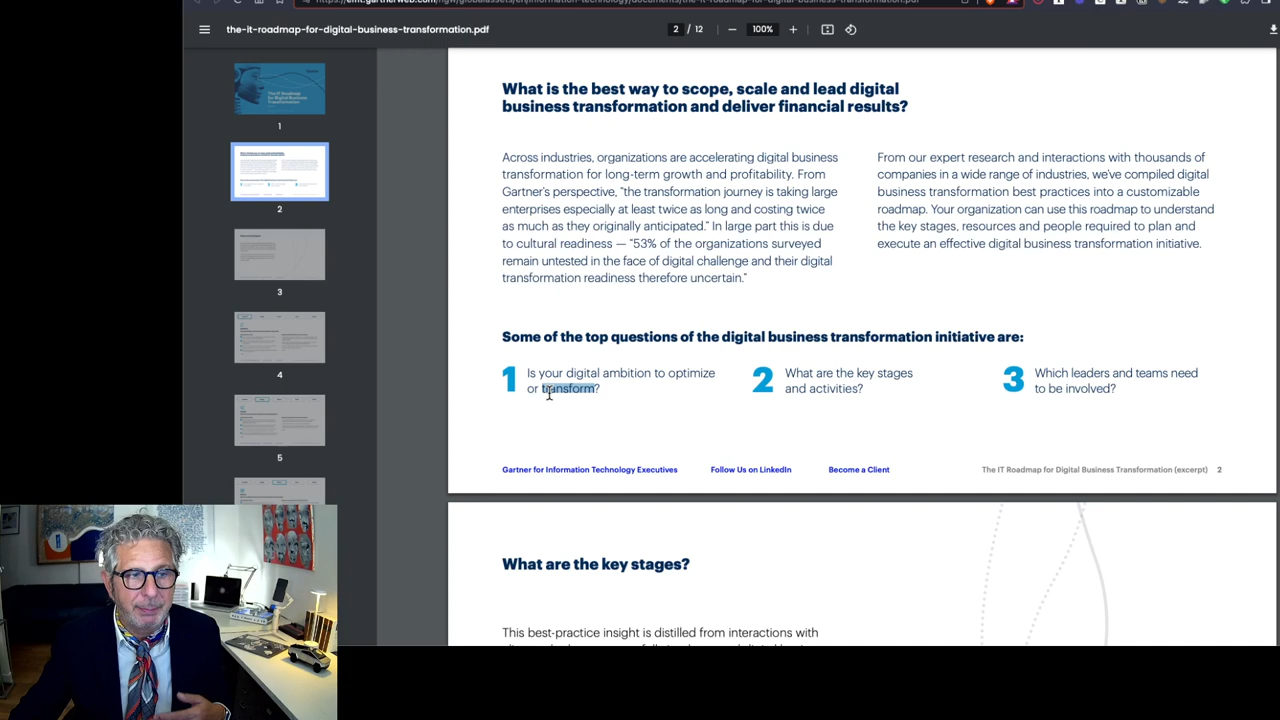 the-it-roadmap-for-digital-business-transformation.pdf
2 / 12
100%
1
2
3
4
5
What is the best way to scope, scale and lead digital
business transformation and deliver financial results?
Across industries, organizations are accelerating digital business
transformation for long-term growth and profitability. From
Gartner's perspective, "the transformation journey is taking large
enterprises especially at least twice as long and costing twice
as much as they originally anticipated." In large part this is due
to cultural readiness — "53% of the organizations surveyed
remain untested in the face of digital challenge and their digital
transformation readiness therefore uncertain."
From our expert research and interactions with thousands of
companies in a wide range of industries, we've compiled digital
business transformation best practices into a customizable
roadmap. Your organization can use this roadmap to understand
the key stages, resources and people required to plan and
execute an effective digital business transformation initiative.
Some of the top questions of the digital business transformation initiative are:
1 Is your digital ambition to optimize
or transform?
2 What are the key stages
and activities?
3 Which leaders and teams need
to be involved?
Gartner for Information Technology Executives
Follow Us on LinkedIn
Become a Client
The IT Roadmap for Digital Business Transformation (excerpt) 2
What are the key stages?
This best-practice insight is distilled from interactions with